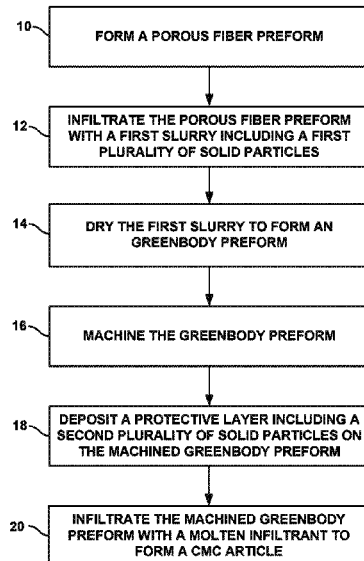 10
FORM A POROUS FIBER PREFORM
12
INFILTRATE THE POROUS FIBER PREFORM
WITH A FIRST SLURRY INCLUDING A FIRST
PLURALITY OF SOLID PARTICLES
14
DRY THE FIRST SLURRY TO FORM AN
GREENBODY PREFORM
16
MACHINE THE GREENBODY PREFORM
18
DEPOSIT A PROTECTIVE LAYER INCLUDING A
SECOND PLURALITY OF SOLID PARTICLES ON
THE MACHINED GREENBODY PREFORM
20
INFILTRATE THE MACHINED GREENBODY
PREFORM WITH A MOLTEN INFILTRANT TO
FORM A CMC ARTICLE